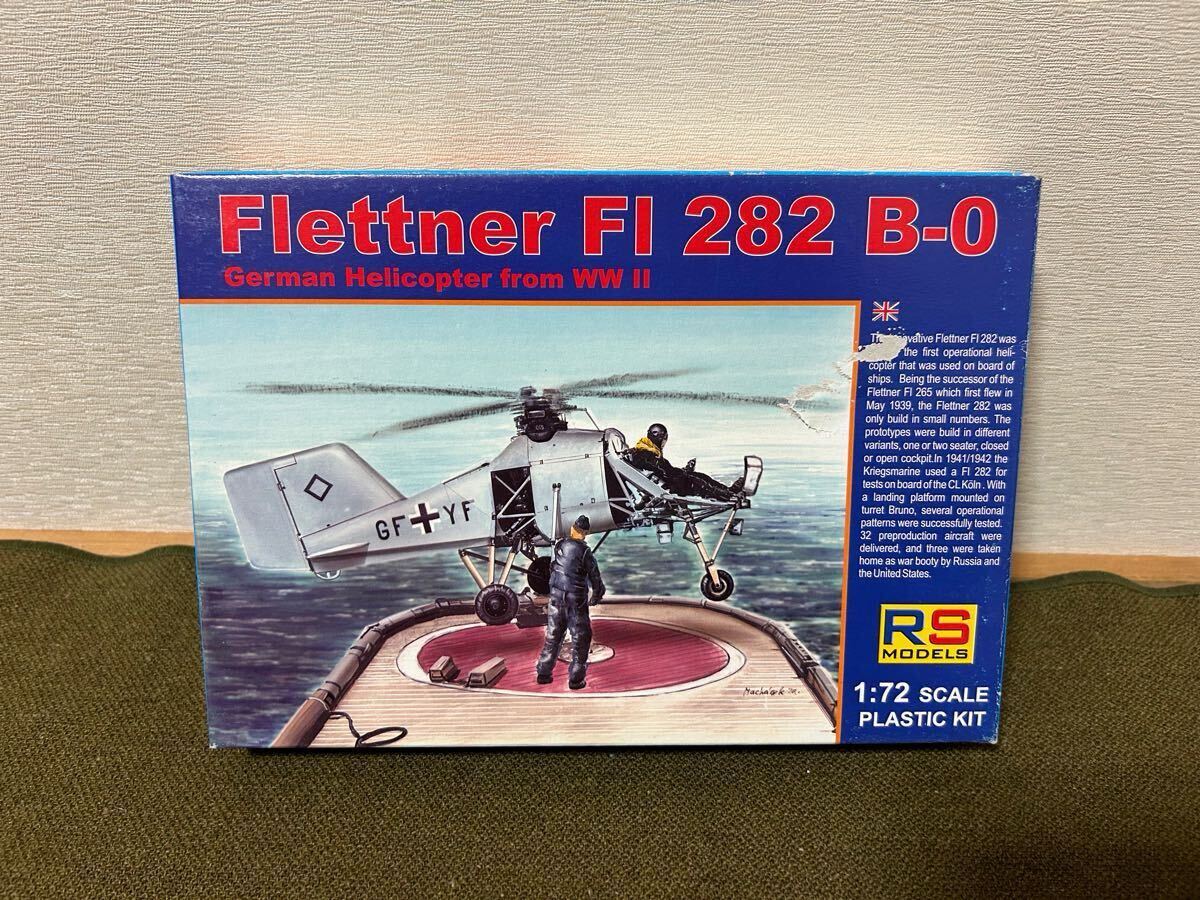 Flettner Fl 282 B-0
German Helicopter from WW II
Flettner Fl 282 was
the first operational heli-
copter that was used on board of
ships. Being the successor of the
Flettner Fl 265 which first flew in
May 1939, the Flettner 282 was
only build in small numbers. The
prototypes were build in different
variants, one or two seater, closed
or open cockpit.In 1941/1942 the
Kriegsmarine used a Fl 282 for
tests on board of the CL Köln . With
a landing platform mounted on
turret Bruno, several operational
patterns were successfully tested.
32 preproduction aircraft were
delivered, and three were taken
home as war booty by Russia and
the United States.
GF YF
RS
MODELS
1:72 SCALE
PLASTIC KIT